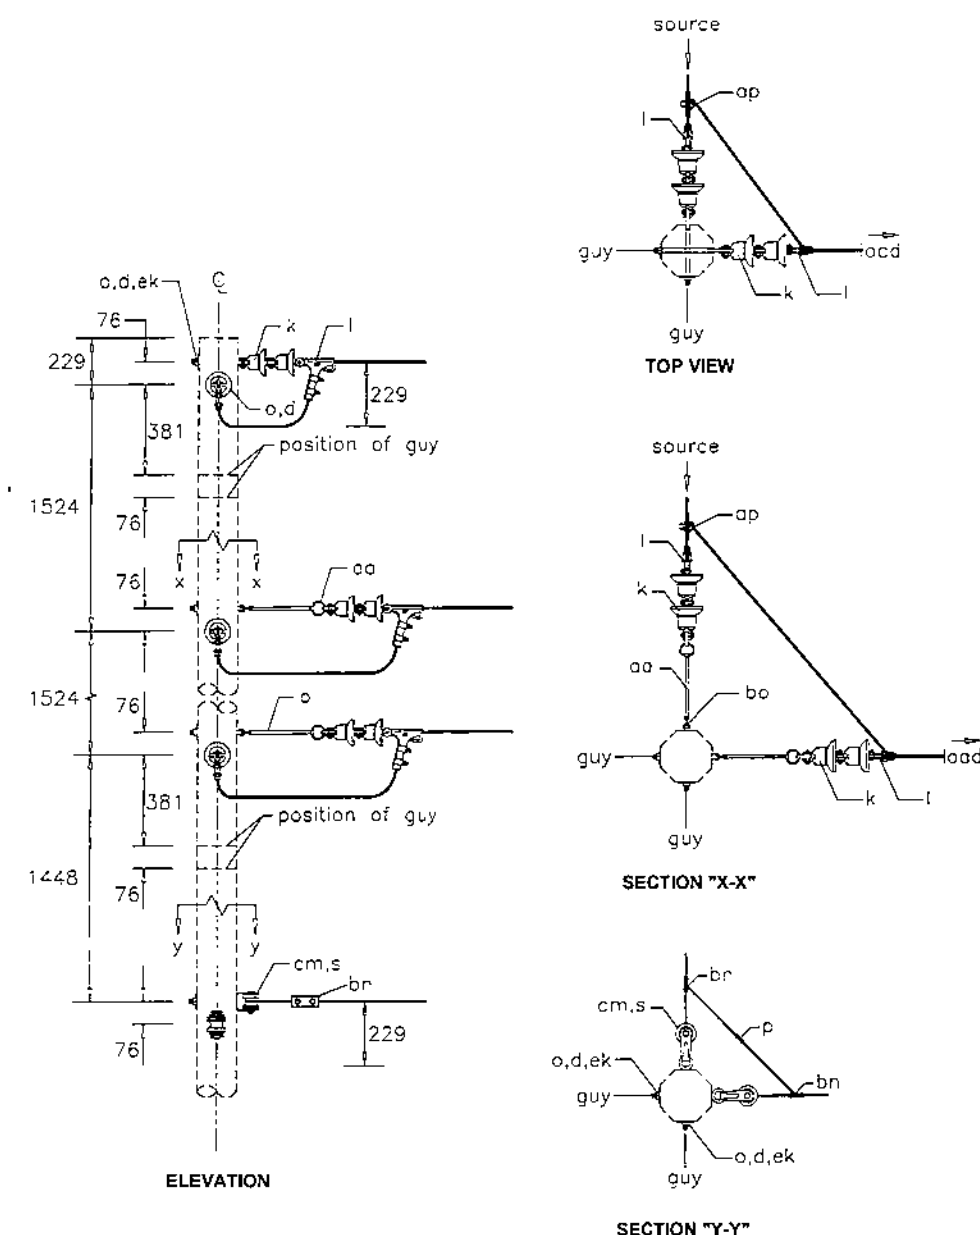 source
ap
l
guy
load
k
l
guy
TOP VIEW
o,d,ek
76
229
k
l
o,d
229
381
position of guy
1524
76
x
x
76
aa
1524
76
o
381
position of guy
1448
76
y
y
cm,s
bn
229
76
ELEVATION
source
ap
l
k
aa
bo
guy
load
k
l
guy
SECTION "X-X"
bn
cm,s
p
o,d,ek
bn
guy
o,d,ek
guy
SECTION "Y-Y"